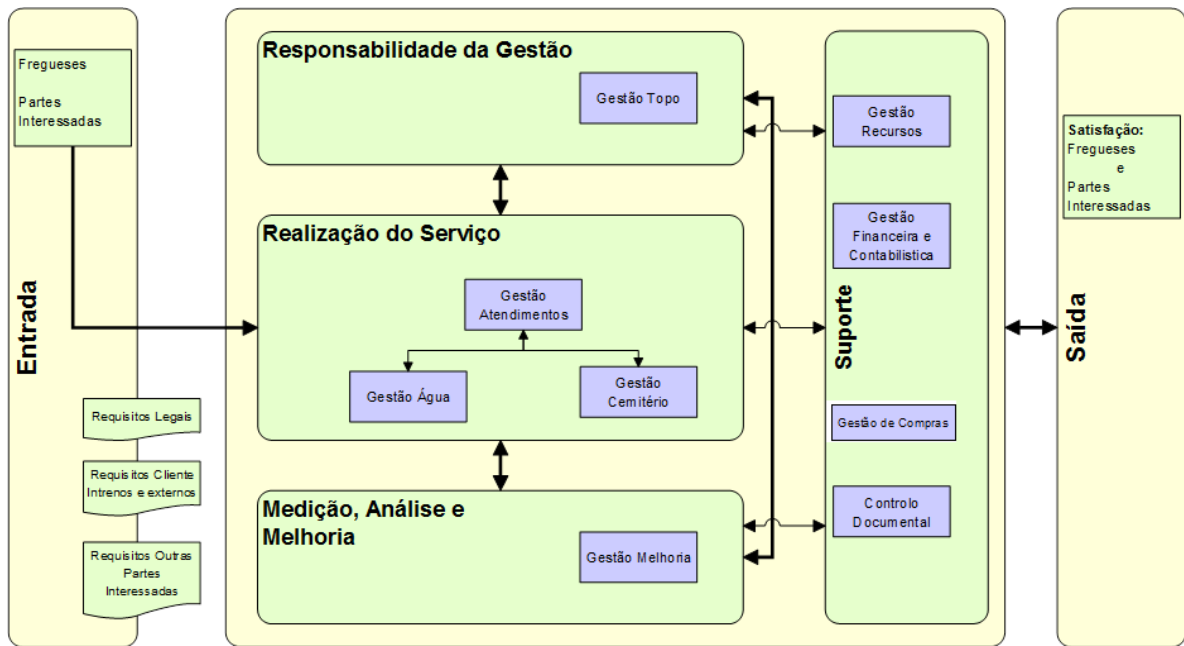 Entrada
Fregueses
Partes
Interessadas
Requisitos Legais
Requisitos Cliente
Intrenos e externos
Requisitos Outras
Partes
Interessadas
Responsabilidade da Gestão
Gestão Topo
Realização do Serviço
Gestão
Atendimentos
Gestão Água
Gestão
Cemitério
Medição, Análise e
Melhoria
Gestão Melhoria
Suporte
Gestão
Recursos
Gestão
Financeira e
Contabilistica
Gestão de Compras
Controlo
Documental
Saída
Satisfação:
Fregueses
e
Partes
Interessadas